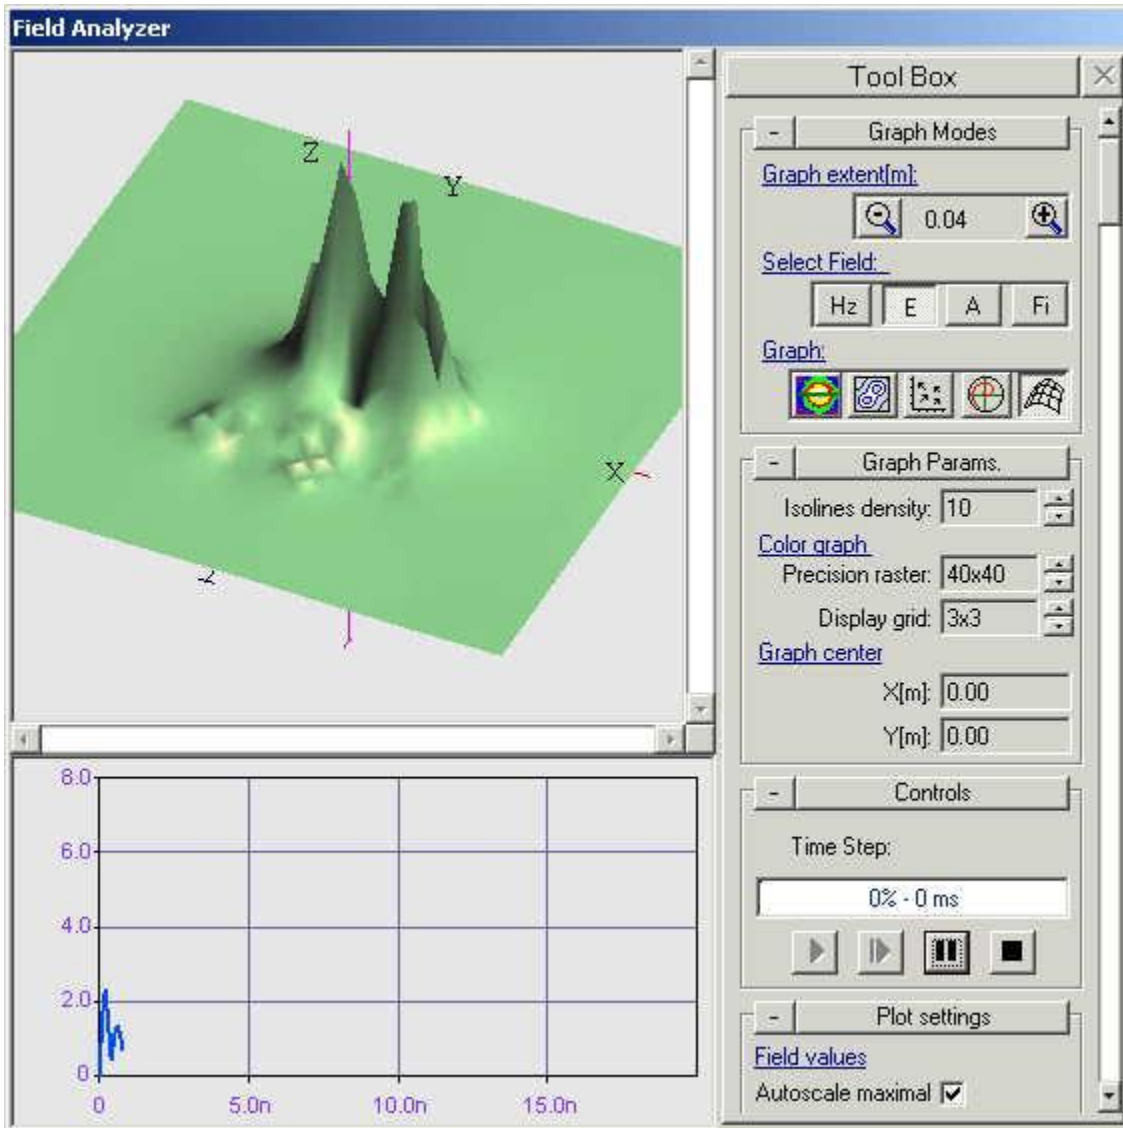 Field Analyzer
Z
Y
X
-Z
8.0
6.0
4.0
2.0
0
0 5.0n 10.0n 15.0n
Tool Box
- Graph Modes
Graph extent[m]:
0.04
Select Field:
Hz E A Fi
Graph:
- Graph Params.
Isolines density: 10
Color graph
Precision raster: 40x40
Display grid: 3x3
Graph center
X[m]: 0.00
Y[m]: 0.00
- Controls
Time Step:
0% - 0 ms
- Plot settings
Field values
Autoscale maximal